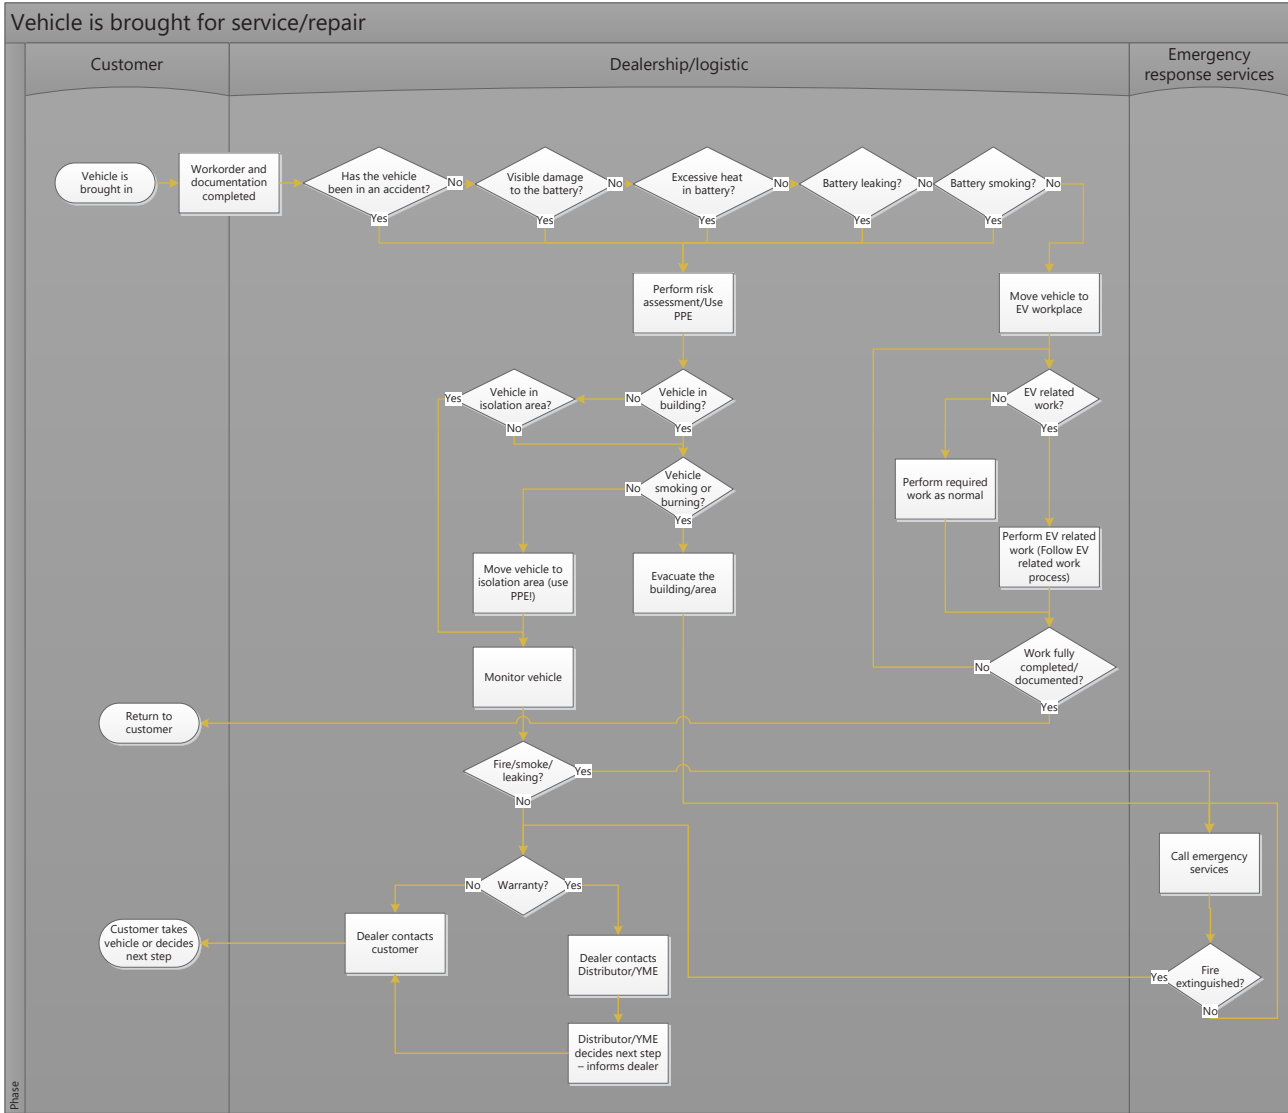 Vehicle is brought for service/repair
Customer
Dealership/logistic
Emergency
response services
Vehicle is
brought in
Workorder and
documentation
completed
Has the vehicle
been in an accident?
No
Yes
Visible damage
to the battery?
No
Yes
Excessive heat
in battery?
No
Yes
Battery leaking?
No
Yes
Battery smoking?
No
Yes
Perform risk
assessment/Use
PPE
Move vehicle to
EV workplace
Yes
Vehicle in
isolation area?
No
No
Vehicle in
building?
Yes
No
EV related
work?
Yes
No
Vehicle
smoking or
burning?
Yes
Perform required
work as normal
Perform EV related
work (Follow EV
related work
process)
Move vehicle to
isolation area (use
PPE!)
Evacuate the
building/area
Monitor vehicle
No
Work fully
completed/
documented?
Yes
Return to
customer
Fire/smoke/
leaking?
Yes
No
Call emergency
services
No
Warranty?
Yes
Customer takes
vehicle or decides
next step
Dealer contacts
customer
Dealer contacts
Distributor/YME
Yes
Fire
extinguished?
No
Distributor/YME
decides next step
– informs dealer
Phase